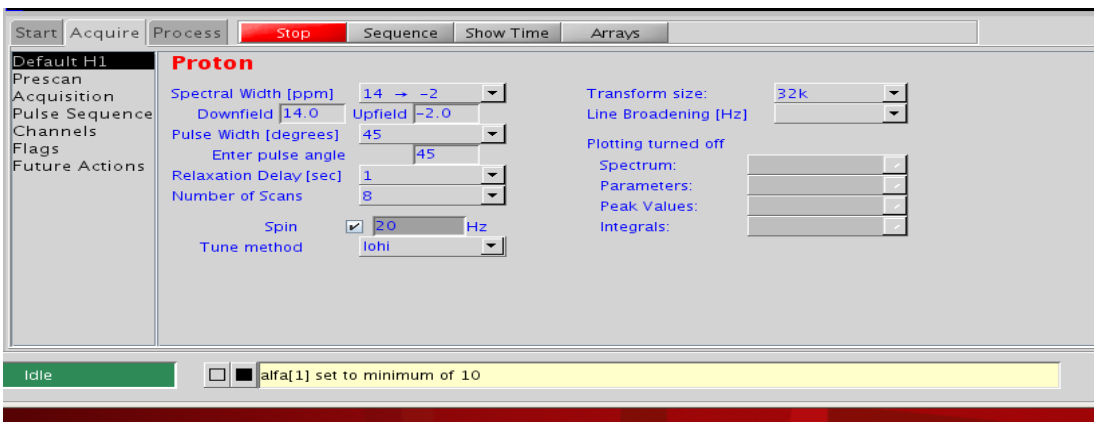 Start Acquire Process Stop Sequence Show Time Arrays
Default H1
Prescan
Acquisition
Pulse Sequence
Channels
Flags
Future Actions
Proton
Spectral Width [ppm] 14 → -2
Downfield 14.0 Upfield -2.0
Pulse Width [degrees] 45
Enter pulse angle 45
Relaxation Delay [sec] 1
Number of Scans 8
Spin 20 Hz
Tune method lohi
Transform size: 32K
Line Broadening [Hz]
Plotting turned off
Spectrum:
Parameters:
Peak Values:
Integrals:
Idle
alfa[1] set to minimum of 10